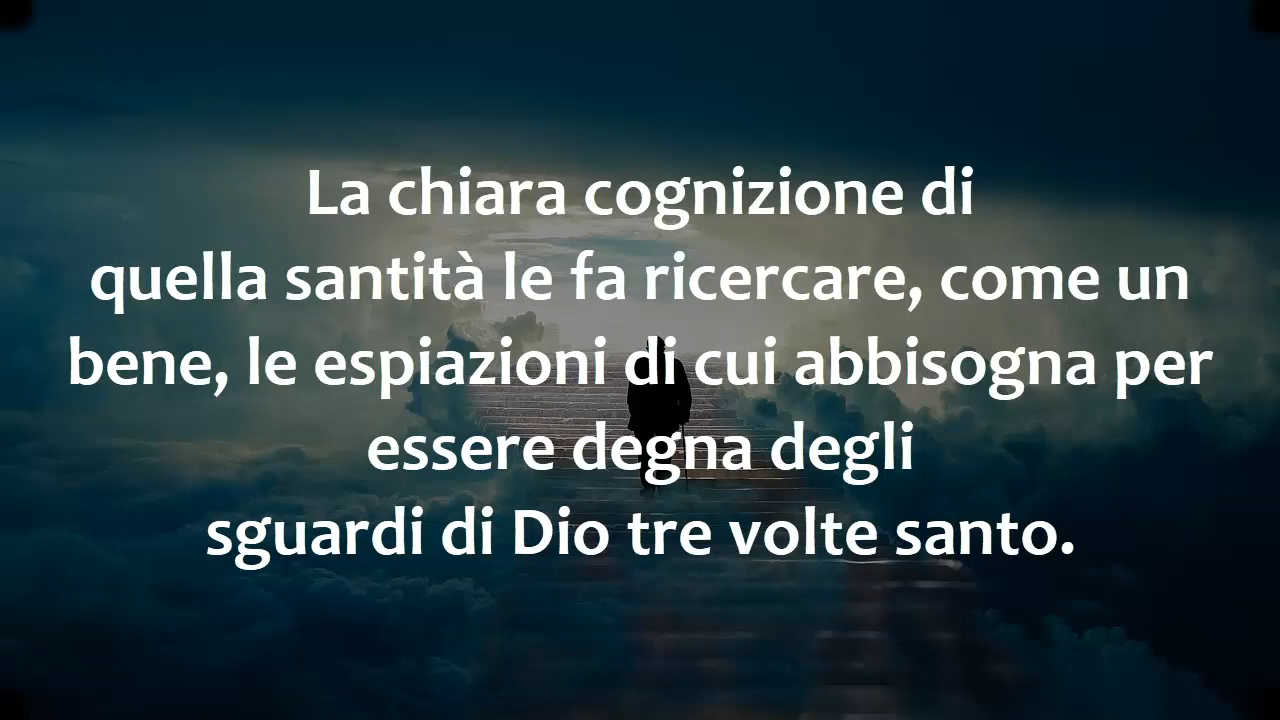 La chiara cognizione di
quella santità le fa ricercare, come un
bene, le espiazioni di cui abbisogna per
essere degna degli
sguardi di Dio tre volte santo.